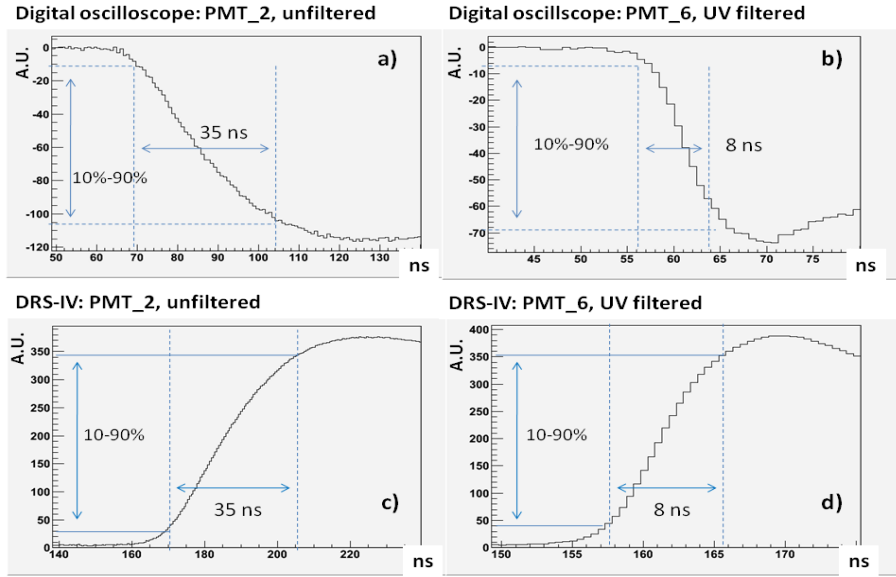 Digital oscilloscope: PMT_2, unfiltered
A.U.
0
-20
-40
-60
-80
-100
-120
a)
35 ns
10%-90%
50 60 70 80 90 100 110 120 130
ns
Digital oscillscope: PMT_6, UV filtered
A.U.
0
-10
-20
-30
-40
-50
-60
-70
b)
10%-90%
8 ns
45 50 55 60 65 70 75
ns
DRS-IV: PMT_2, unfiltered
A.U.
350
300
250
200
150
100
50
0
10-90%
35 ns
c)
140 160 180 200 220
ns
DRS-IV: PMT_6, UV filtered
A.U.
400
350
300
250
200
150
100
50
0
10-90%
8 ns
d)
150 155 160 165 170
ns